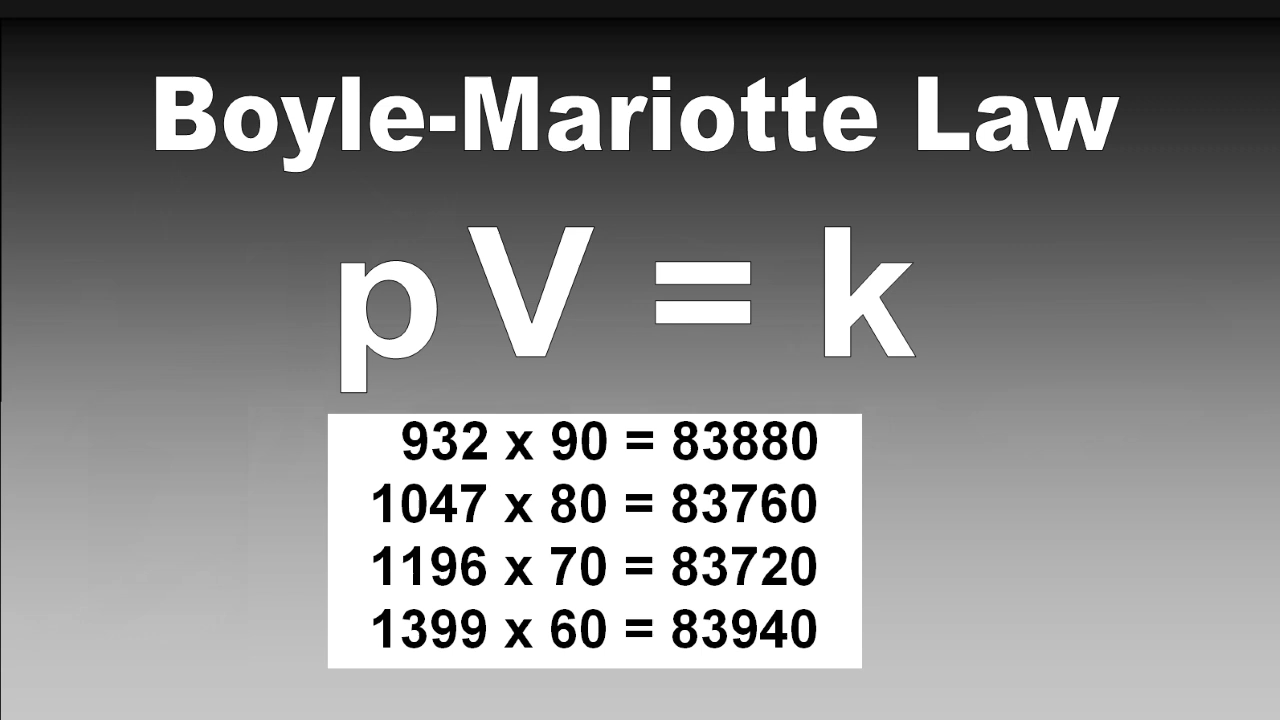 Boyle-Mariotte Law
pV = k
932 x 90 = 83880
1047 x 80 = 83760
1196 x 70 = 83720
1399 x 60 = 83940